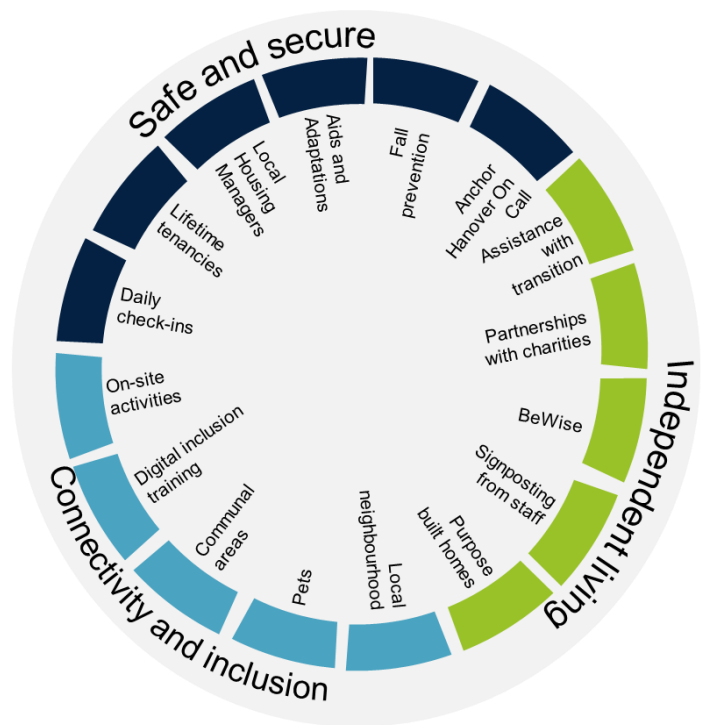 Safe and secure
Daily
check-ins
Lifetime
tenancies
Local
Housing
Managers
Aids and
Adaptations
Fall
prevention
Anchor
Hanover On
Call
Independent living
Assistance
with
transition
Partnerships
with charities
BeWise
Signposting
from staff
Purpose
built homes
Connectivity and inclusion
Local
neighbourhood
Pets
Communal
areas
Digital inclusion
training
On-site
activities